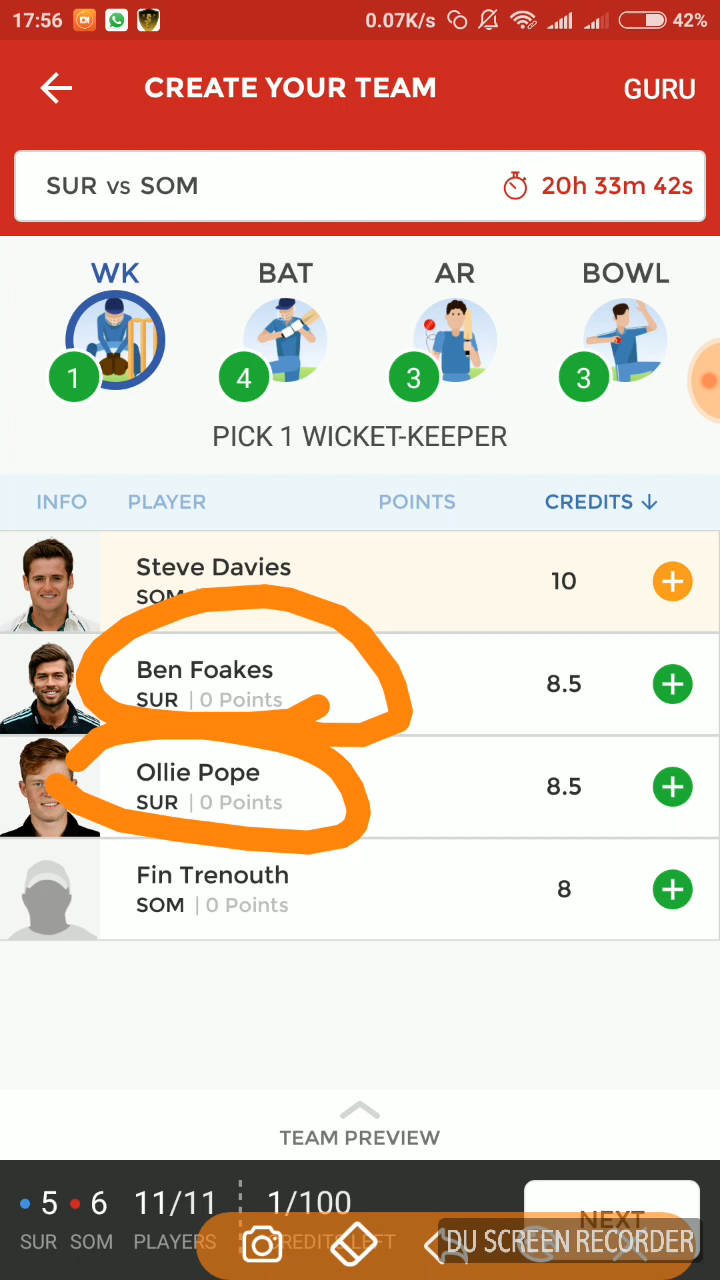 17:56 0.07K/s 42%
CREATE YOUR TEAM GURU
SUR vs SOM 20h 33m 42s
WK BAT AR BOWL
1 4 3 3
PICK 1 WICKET-KEEPER
INFO PLAYER POINTS CREDITS ↓
Steve Davies
SOM
10
Ben Foakes
SUR | 0 Points
8.5
Ollie Pope
SUR | 0 Points
8.5
Fin Trenouth
SOM | 0 Points
8
TEAM PREVIEW
5 6 11/11 1/100
NEXT
SUR SOM PLAYERS CREDITS LEFT
DU SCREEN RECORDER